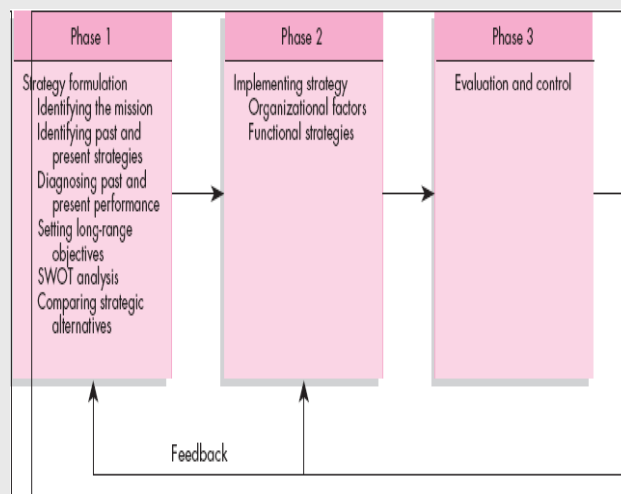 Phase 1
Strategy formulation
Identifying the mission
Identifying past and
present strategies
Diagnosing past and
present performance
Setting long-range
objectives
SWOT analysis
Comparing strategic
alternatives
Phase 2
Implementing strategy
Organizational factors
Functional strategies
Phase 3
Evaluation and control
Feedback